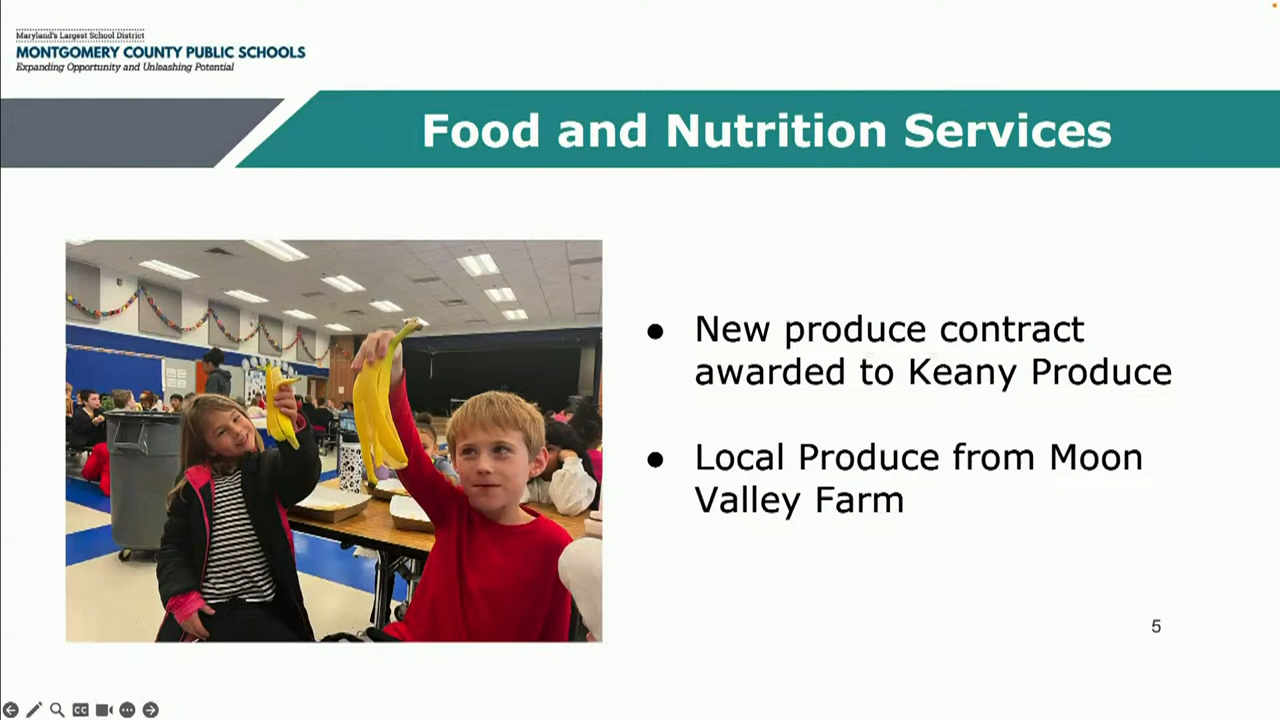 Maryland's Largest School District
MONTGOMERY COUNTY PUBLIC SCHOOLS
Expanding Opportunity and Unleashing Potential
Food and Nutrition Services
● New produce contract
awarded to Keany Produce
● Local Produce from Moon
Valley Farm
5
CC